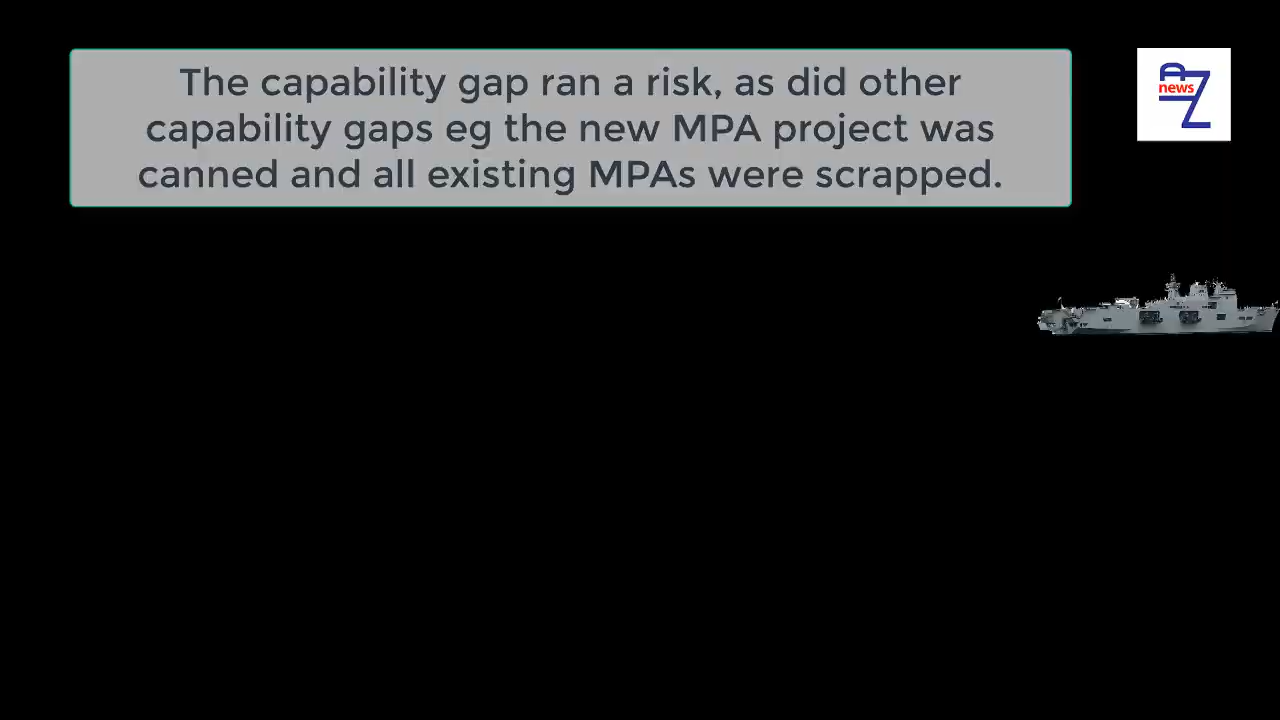 The capability gap ran a risk, as did other
capability gaps eg the new MPA project was
canned and all existing MPAs were scrapped.
A
news
Z